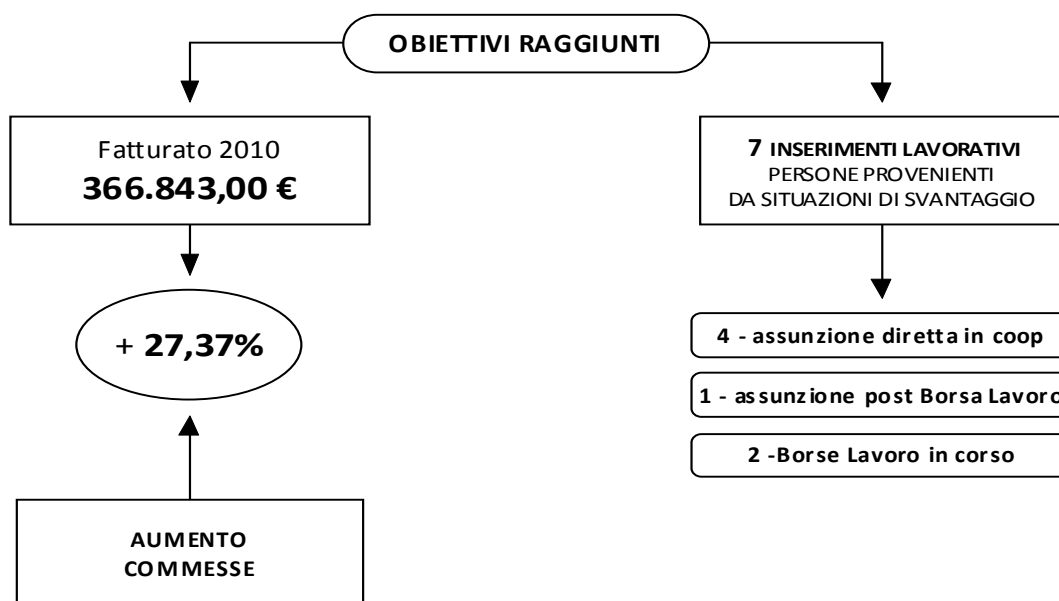 OBIETTIVI RAGGIUNTI
Fatturato 2010
366.843,00 €
+ 27,37%
AUMENTO
COMMESSE
7 INSERIMENTI LAVORATIVI
PERSONE PROVENIENTI
DA SITUAZIONI DI SVANTAGGIO
4 - assunzione diretta in coop
1 - assunzione post Borsa Lavoro
2 -Borse Lavoro in corso